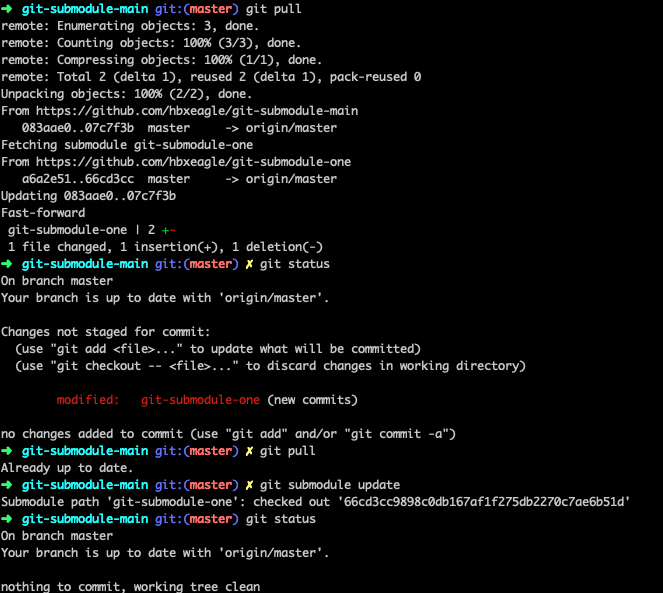 ➜ git-submodule-main git:(master) git pull
remote: Enumerating objects: 3, done.
remote: Counting objects: 100% (3/3), done.
remote: Compressing objects: 100% (1/1), done.
remote: Total 2 (delta 1), reused 2 (delta 1), pack-reused 0
Unpacking objects: 100% (2/2), done.
From https://github.com/hbxeagle/git-submodule-main
   083aae0..07c7f3b  master     -> origin/master
Fetching submodule git-submodule-one
From https://github.com/hbxeagle/git-submodule-one
   a6a2e51..66cd3cc  master     -> origin/master
Updating 083aae0..07c7f3b
Fast-forward
 git-submodule-one | 2 +-
 1 file changed, 1 insertion(+), 1 deletion(-)
➜ git-submodule-main git:(master) ✗ git status
On branch master
Your branch is up to date with 'origin/master'.

Changes not staged for commit:
  (use "git add <file>..." to update what will be committed)
  (use "git checkout -- <file>..." to discard changes in working directory)

        modified:   git-submodule-one (new commits)

no changes added to commit (use "git add" and/or "git commit -a")
➜ git-submodule-main git:(master) ✗ git pull
Already up to date.
➜ git-submodule-main git:(master) ✗ git submodule update
Submodule path 'git-submodule-one': checked out '66cd3cc9898c0db167af1f275db2270c7ae6b51d'
➜ git-submodule-main git:(master) git status
On branch master
Your branch is up to date with 'origin/master'.

nothing to commit, working tree clean